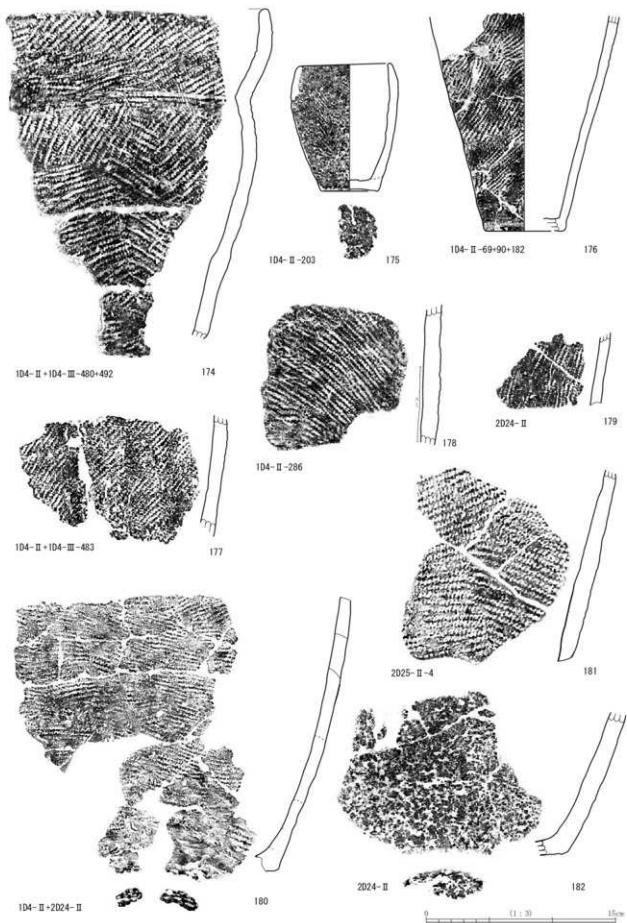 1D4-Ⅱ+1D4-Ⅲ-480+492 174
1D4-Ⅱ-203 175
1D4-Ⅱ-69+90+182 176
1D4-Ⅱ+1D4-Ⅲ-483 177
1D4-Ⅱ-286 178
2D24-Ⅱ 179
2D25-Ⅱ-4 181
1D4-Ⅱ+2D24-Ⅱ 180
2D24-Ⅱ 182
0 (1:3) 15cm